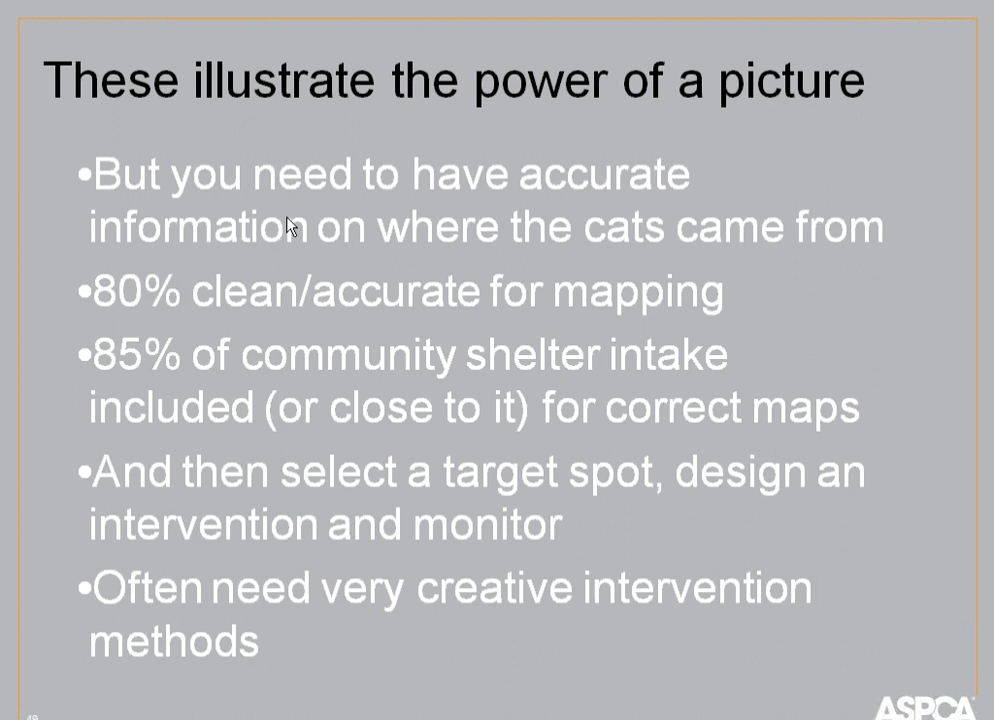 These illustrate the power of a picture
•But you need to have accurate
information on where the cats came from
•80% clean/accurate for mapping
•85% of community shelter intake
included (or close to it) for correct maps
•And then select a target spot, design an
intervention and monitor
•Often need very creative intervention
methods
ASPCA